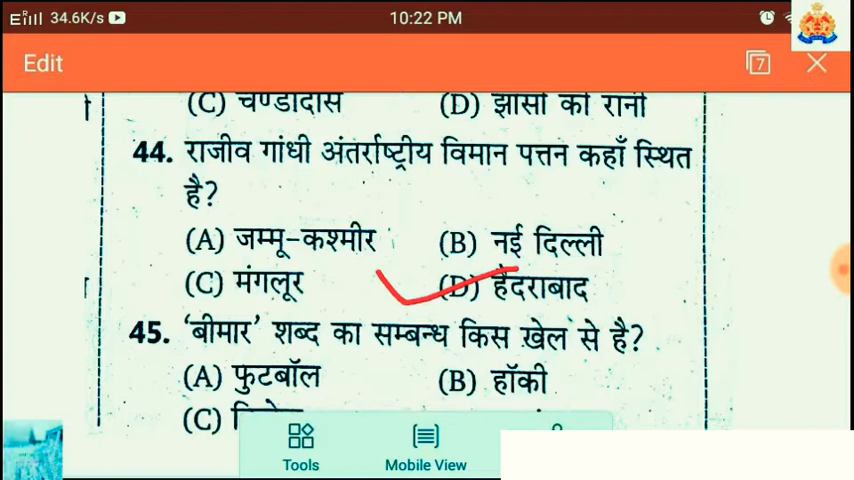 34.6K/s
10:22 PM
Edit
7
(C) चण्डीदास (D) झाँसी की रानी
44. राजीव गांधी अंतर्राष्ट्रीय विमान पत्तन कहाँ स्थित
है?
(A) जम्मू-कश्मीर (B) नई दिल्ली
(C) मंगलूर (D) हैदराबाद
45. 'बीमार' शब्द का सम्बन्ध किस खेल से है?
(A) फुटबॉल (B) हॉकी
(C)
Tools
Mobile View